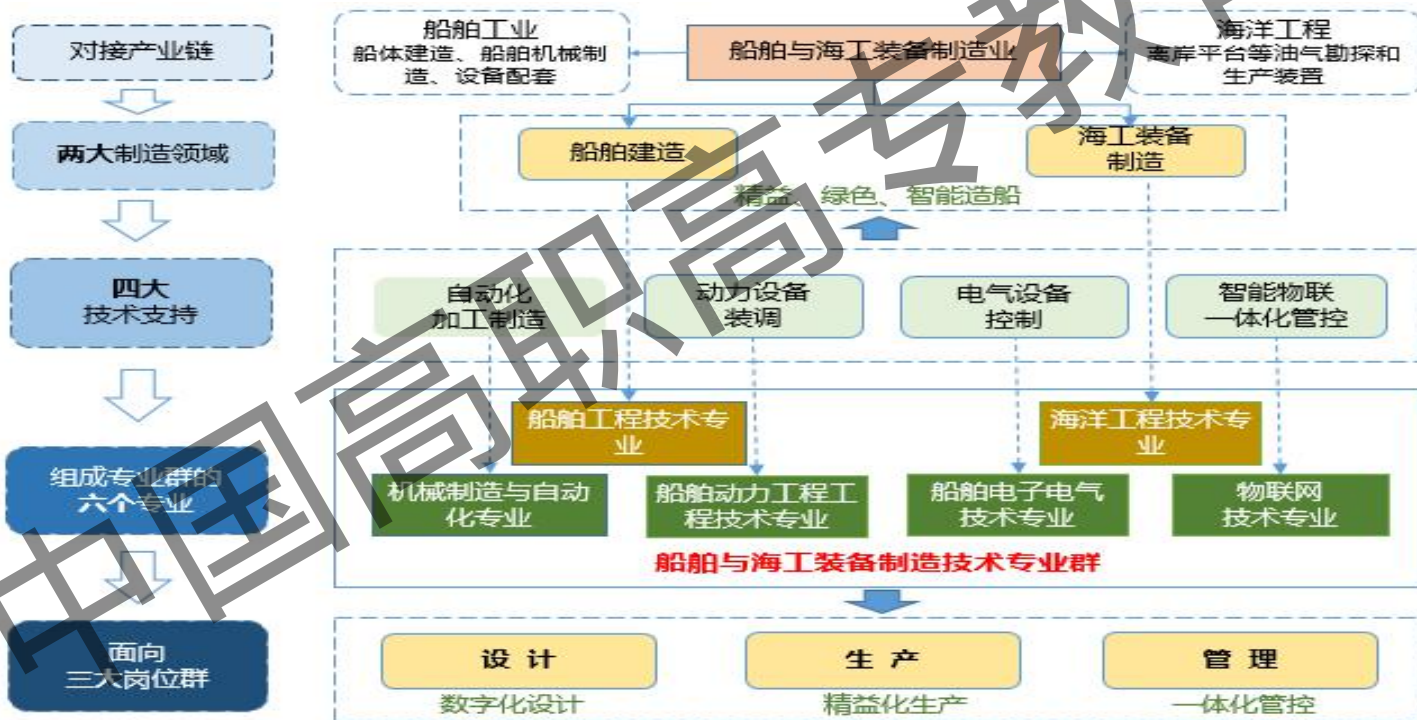 对接产业链
船舶工业
船体建造、船舶机械制
造、设备配套
船舶与海工装备制造业
海洋工程
离岸平台等油气勘探和
生产装置
两大制造领域
船舶建造
海工装备
制造
精益、绿色、智能造船
四大
技术支持
自动化
加工制造
动力设备
装调
电气设备
控制
智能物联
一体化管控
组成专业群的
六个专业
船舶工程技术专
业
海洋工程技术专
业
机械制造与自动
化专业
船舶动力工程工
程技术专业
船舶电子电气
技术专业
物联网
技术专业
船舶与海工装备制造技术专业群
面向
三大岗位群
设 计
生 产
管 理
数字化设计
精益化生产
一体化管控
中国高职高专教